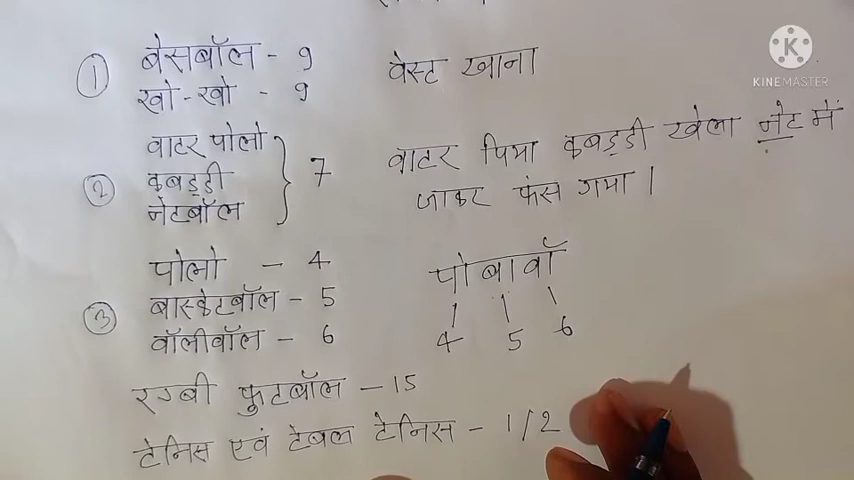 ① बेसबॉल - 9 वेस्ट खाना
खो-खो - 9
② वाटर पोलो
कबड्डी } 7
नेटबॉल
वाटर पिया कबड्डी खेला नेट में
जाकर फंस गया।
③ पोलो - 4
बास्केटबॉल - 5
वॉलीबॉल - 6
पोबावॉ
4 5 6
रग्बी फुटबॉल - 15
टेनिस एवं टेबल टेनिस - 1/2
KINEMASTER